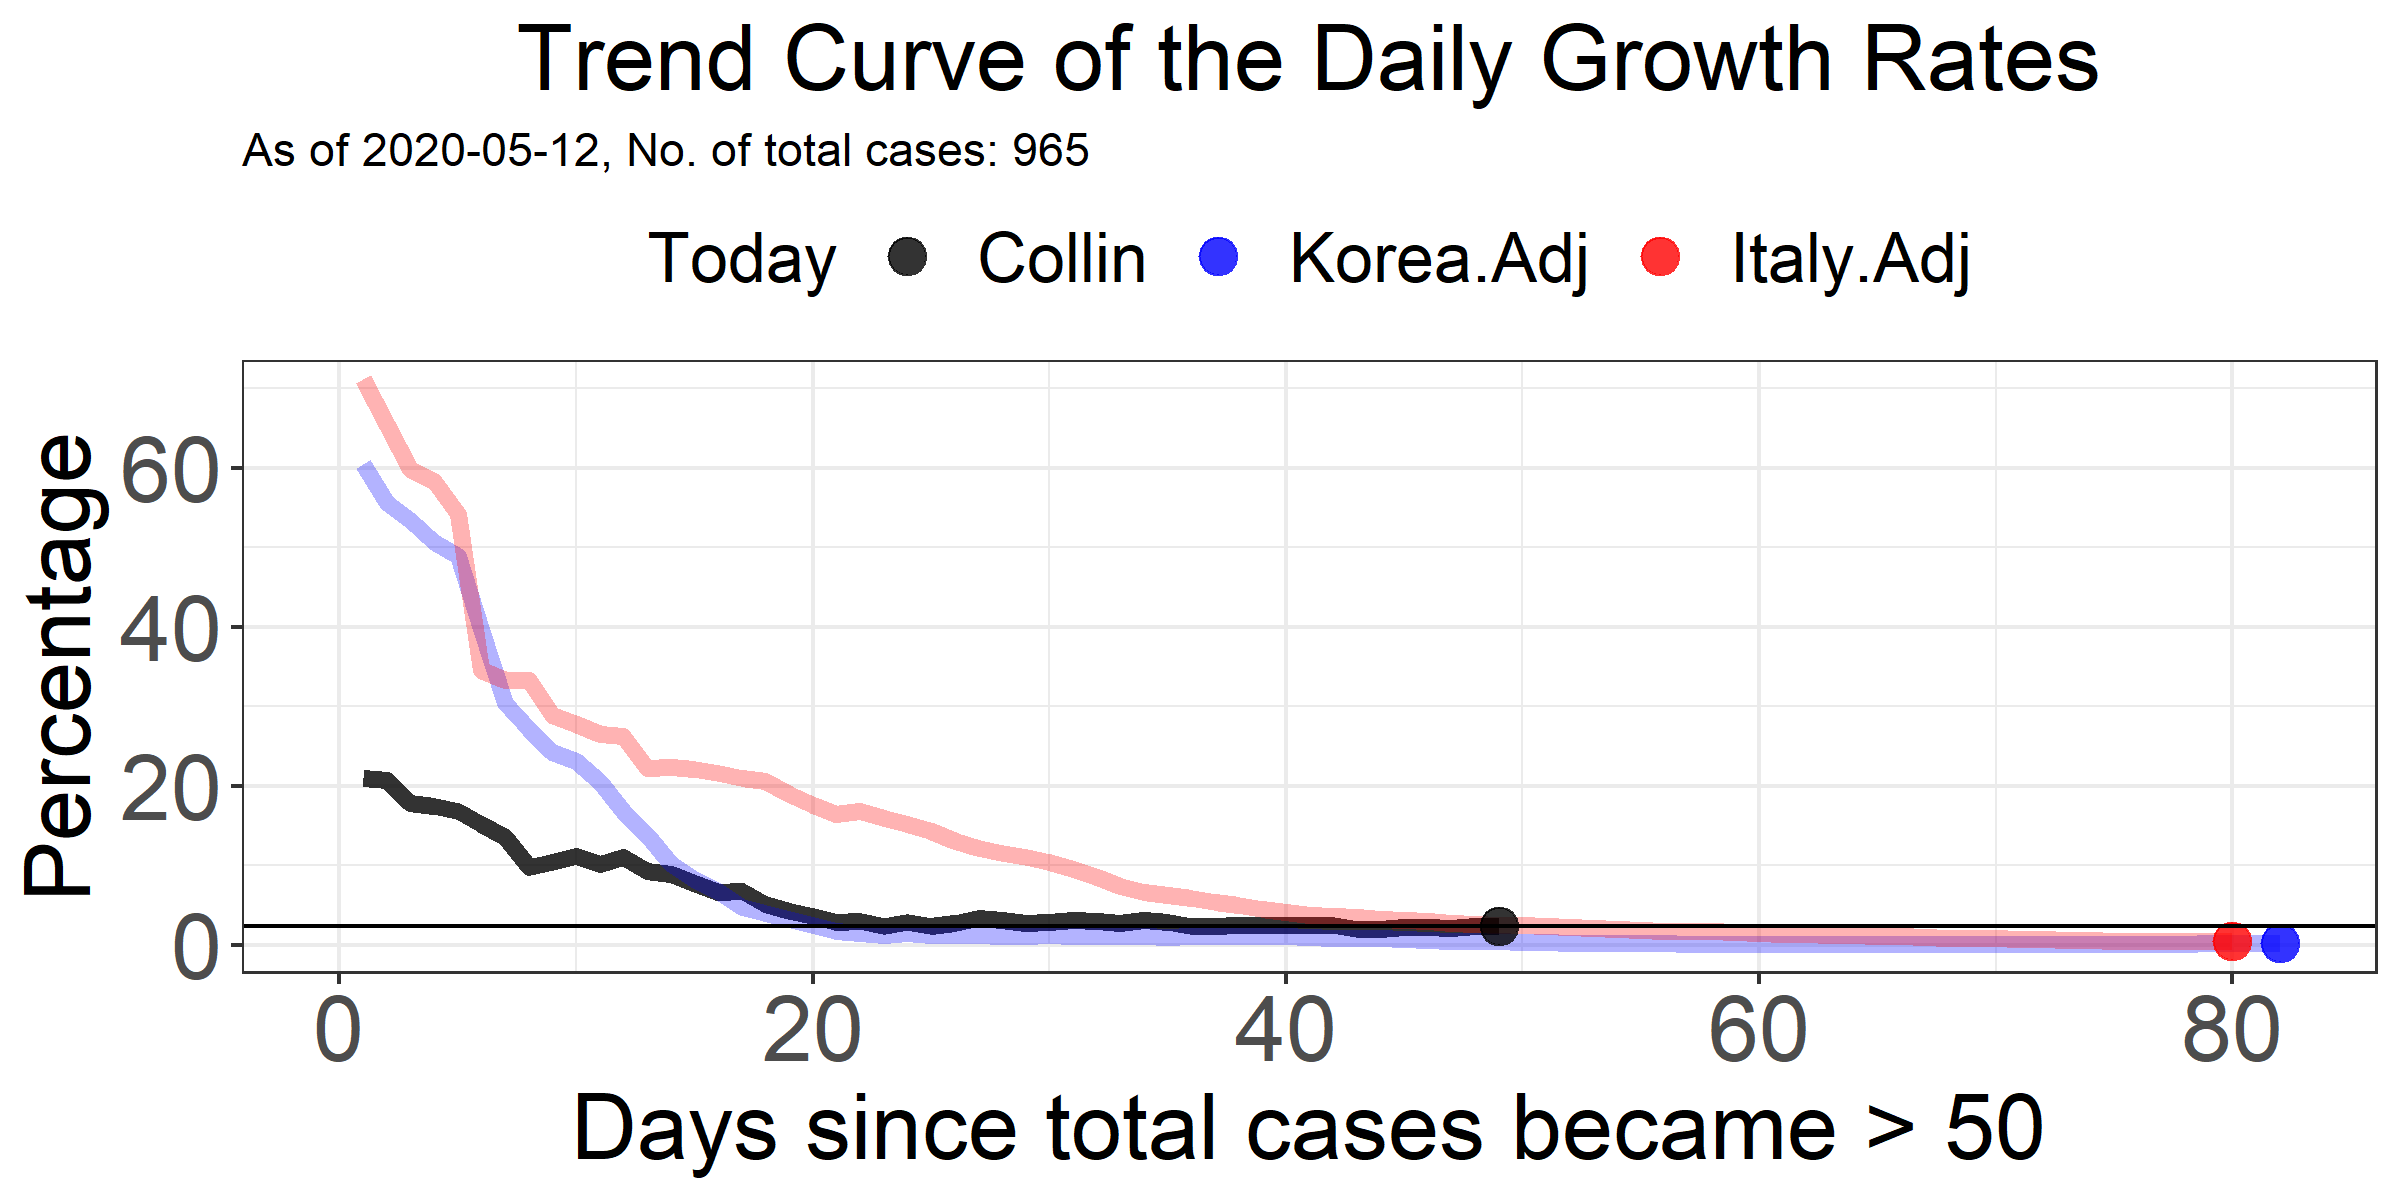 Trend Curve of the Daily Growth Rates
As of 2020-05-12, No. of total cases: 965
Today Collin Korea.Adj Italy.Adj
Percentage
60
40
20
0
0 20 40 60 80
Days since total cases became > 50